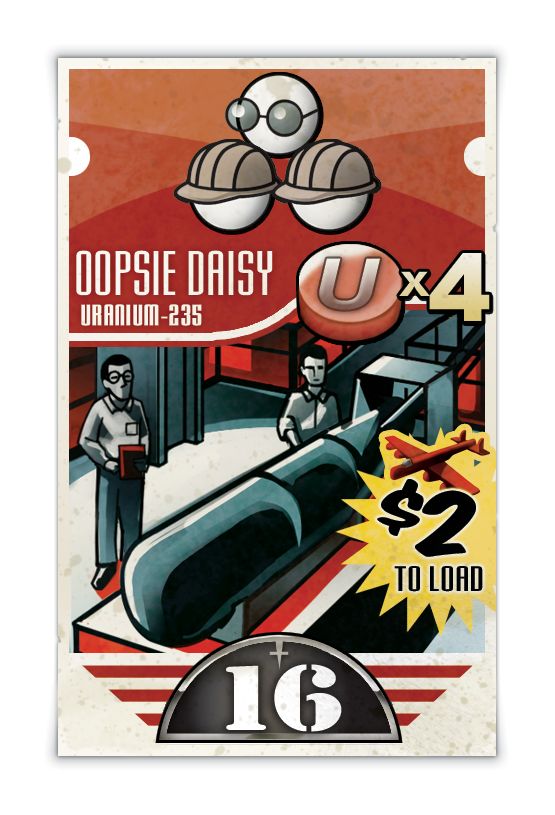 OOPSIE DAISY
URANIUM-235
U x4
$2
TO LOAD
16